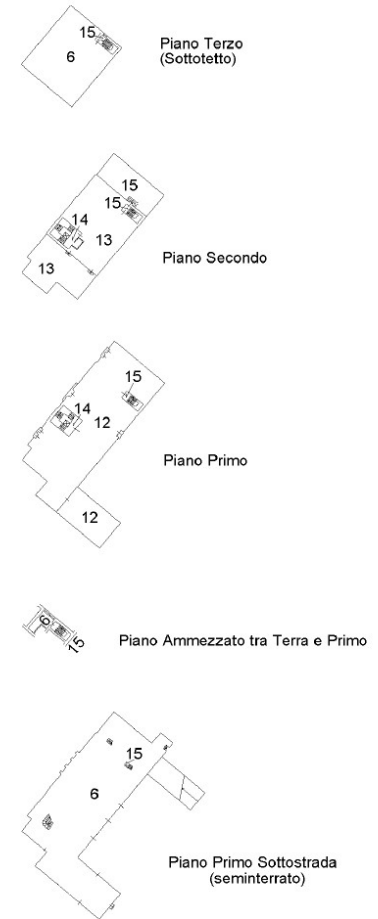 15
6
Piano Terzo
(Sottotetto)
15
15
14
13
13
Piano Secondo
15
14
12
Piano Primo
12
6
15
Piano Ammezzato tra Terra e Primo
15
6
Piano Primo Sottostrada
(seminterrato)